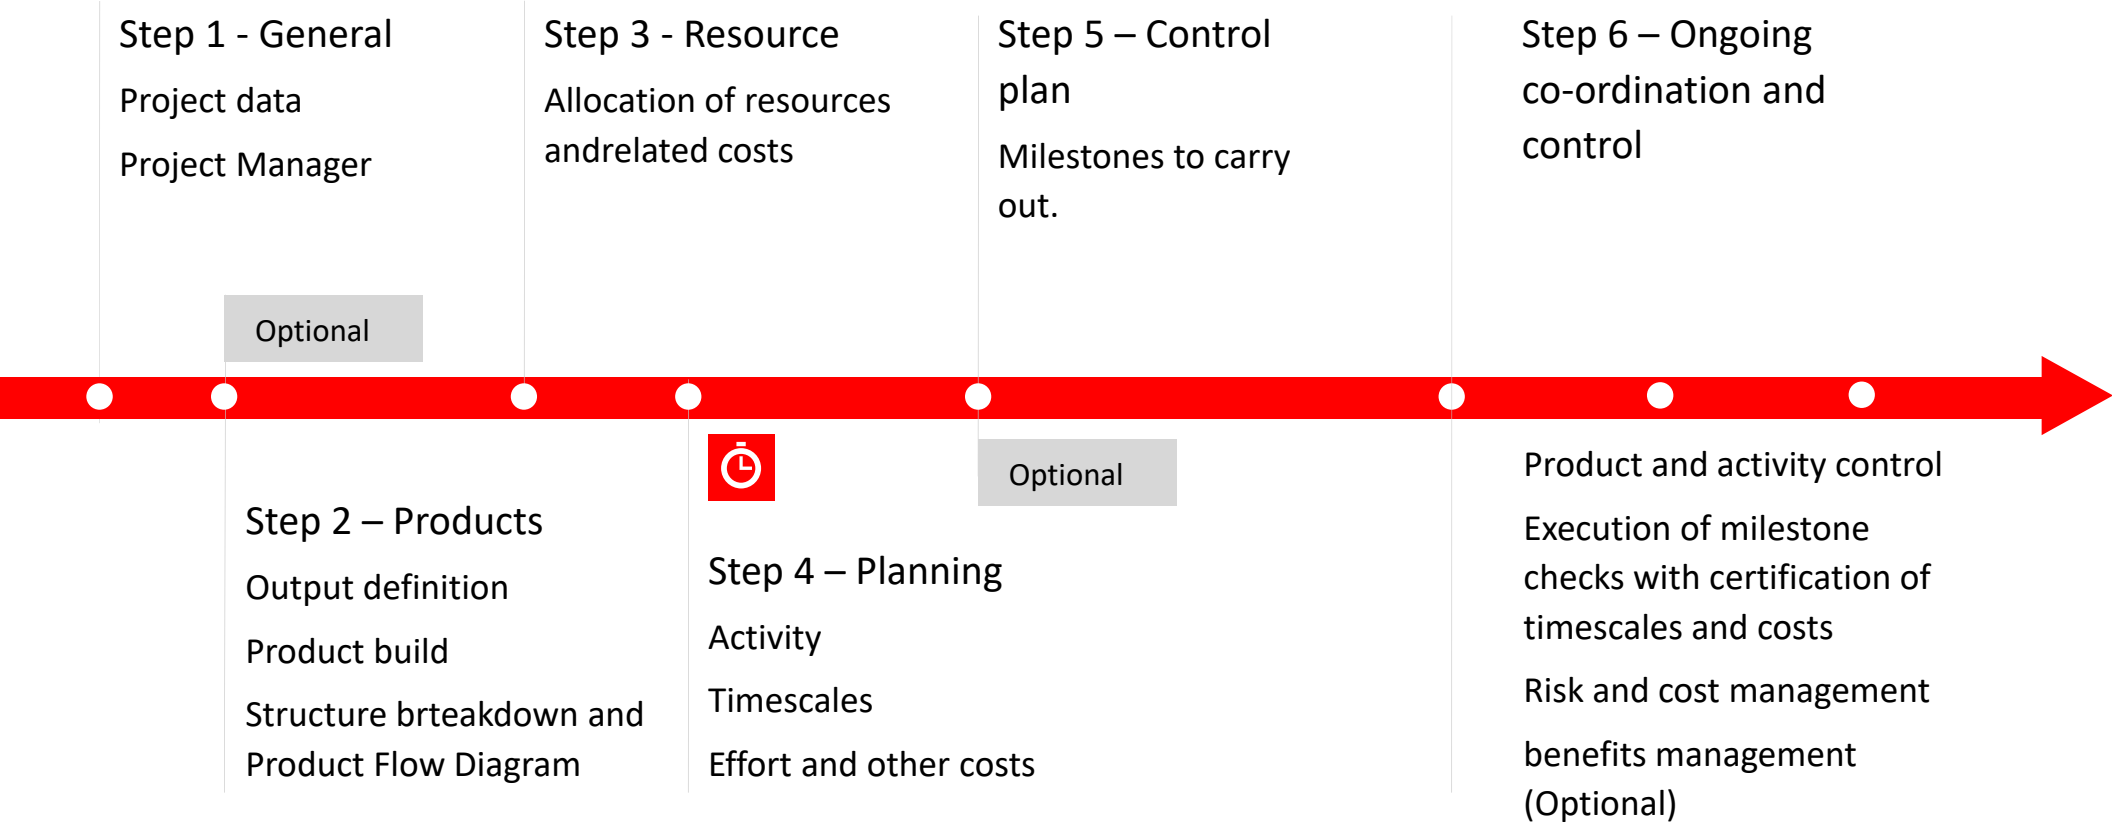 Step 1 - General
Project data
Project Manager
Step 3 - Resource
Allocation of resources
andrelated costs
Step 5 – Control
plan
Milestones to carry
out.
Step 6 – Ongoing
co-ordination and
control
Optional
Optional
Step 2 – Products
Output definition
Product build
Structure brteakdown and
Product Flow Diagram
Step 4 – Planning
Activity
Timescales
Effort and other costs
Product and activity control
Execution of milestone
checks with certification of
timescales and costs
Risk and cost management
benefits management
(Optional)